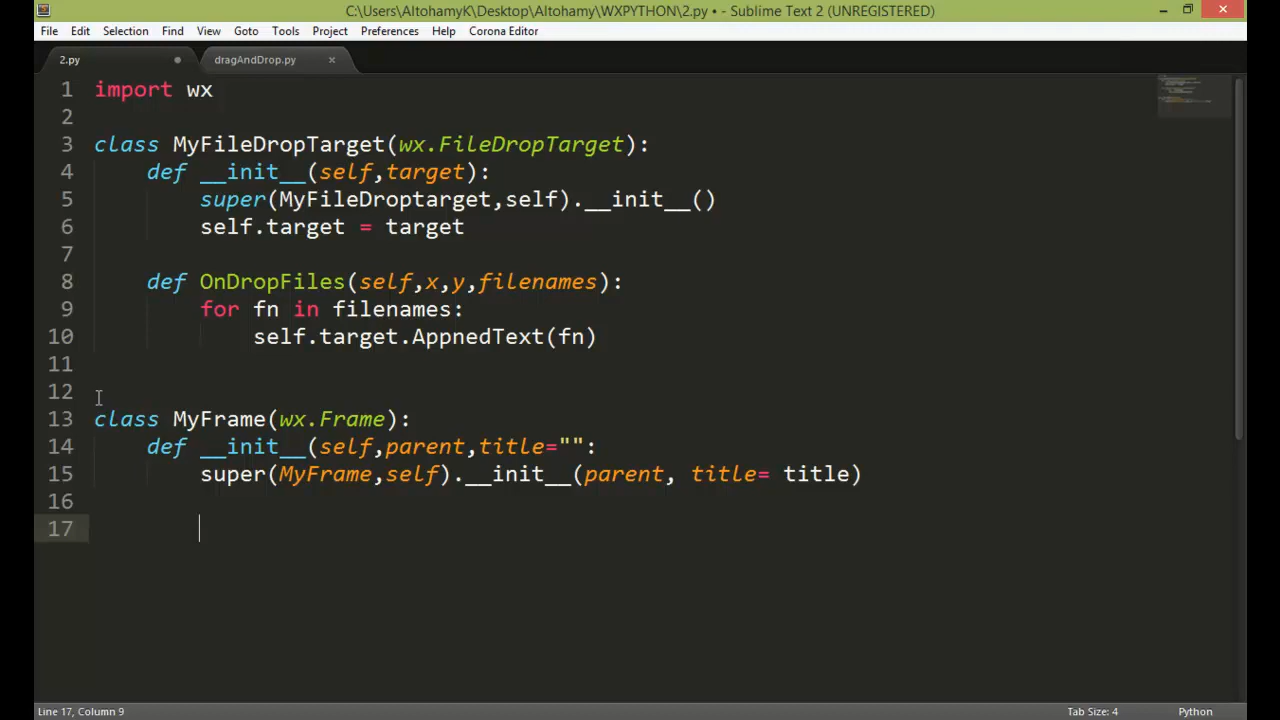 C:\Users\AltohamyK\Desktop\Altohamy\WXPYTHON\2.py • - Sublime Text 2 (UNREGISTERED)
File Edit Selection Find View Goto Tools Project Preferences Help Corona Editor
2.py dragAndDrop.py
1 import wx
2
3 class MyFileDropTarget(wx.FileDropTarget):
4 def __init__(self,target):
5 super(MyFileDroptarget,self).__init__()
6 self.target = target
7
8 def OnDropFiles(self,x,y,filenames):
9 for fn in filenames:
10 self.target.AppnedText(fn)
11
12
13 class MyFrame(wx.Frame):
14 def __init__(self,parent,title="":
15 super(MyFrame,self).__init__(parent, title= title)
16
17
Line 17, Column 9 Tab Size: 4 Python